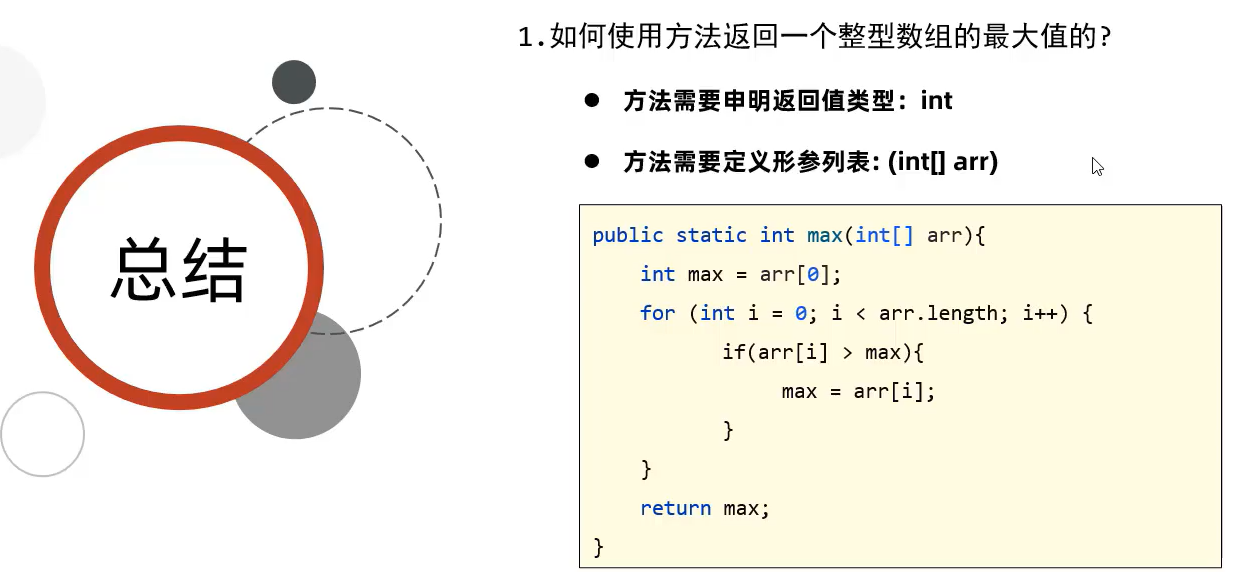 总结
1.如何使用方法返回一个整型数组的最大值的?
● 方法需要申明返回值类型：int
● 方法需要定义形参列表: (int[] arr)
public static int max(int[] arr){
    int max = arr[0];
    for (int i = 0; i < arr.length; i++) {
           if(arr[i] > max){
                max = arr[i];
           }
    }
    return max;
}